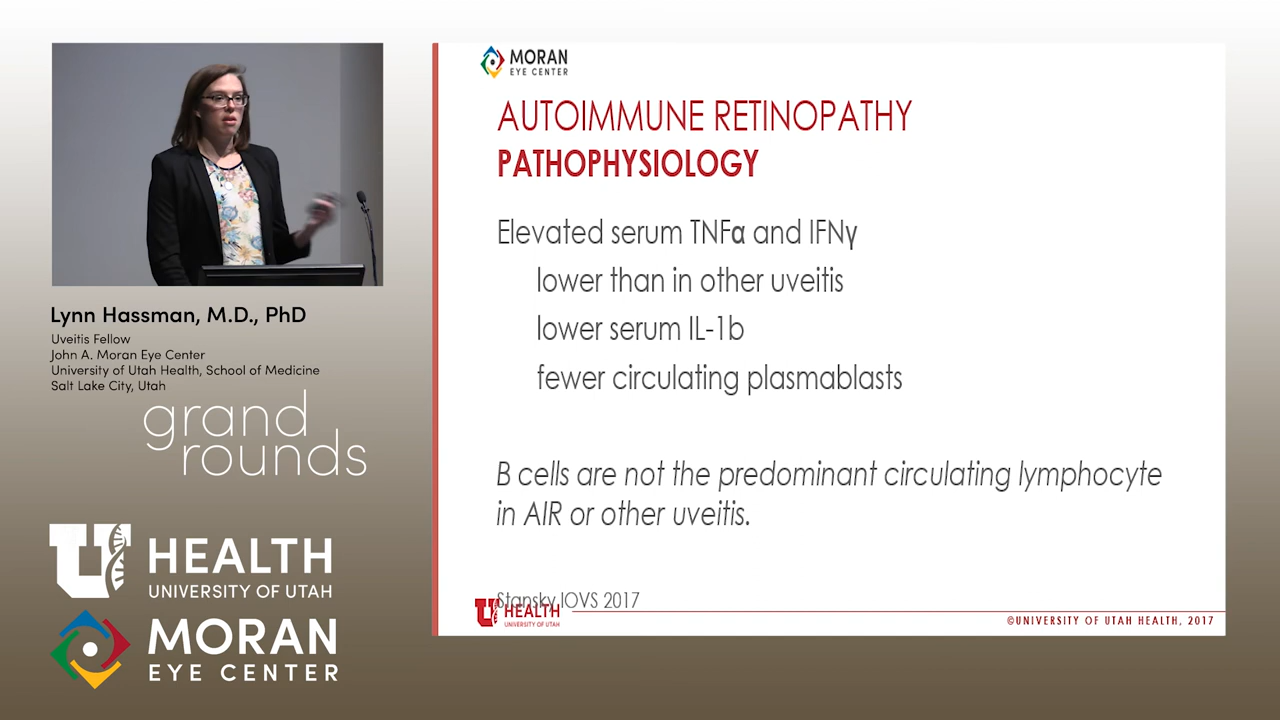 Lynn Hassman, M.D., PhD
Uveitis Fellow
John A. Moran Eye Center
University of Utah Health, School of Medicine
Salt Lake City, Utah
grand
rounds
U HEALTH
UNIVERSITY OF UTAH
MORAN
EYE CENTER
MORAN
EYE CENTER
AUTOIMMUNE RETINOPATHY
PATHOPHYSIOLOGY
Elevated serum TNFα and IFNγ
lower than in other uveitis
lower serum IL-1b
fewer circulating plasmablasts
B cells are not the predominant circulating lymphocyte
in AIR or other uveitis.
Stansky IOVS 2017
U HEALTH
UNIVERSITY OF UTAH
©UNIVERSITY OF UTAH HEALTH, 2017